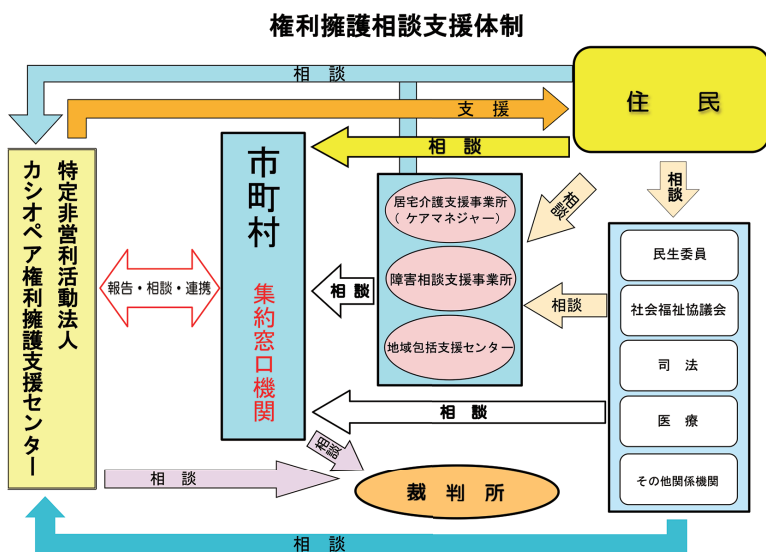 権利擁護相談支援体制
相談
住民
支援
相談
特定非営利活動法人
カシオペア権利擁護支援センター
市町村
集約窓口機関
居宅介護支援事業所
（ケアマネジャー）
相談
相談
民生委員
報告・相談・連携
相談
障害相談支援事業所
相談
社会福祉協議会
地域包括支援センター
司法
相談
医療
相談
相談
裁判所
その他関係機関
相談